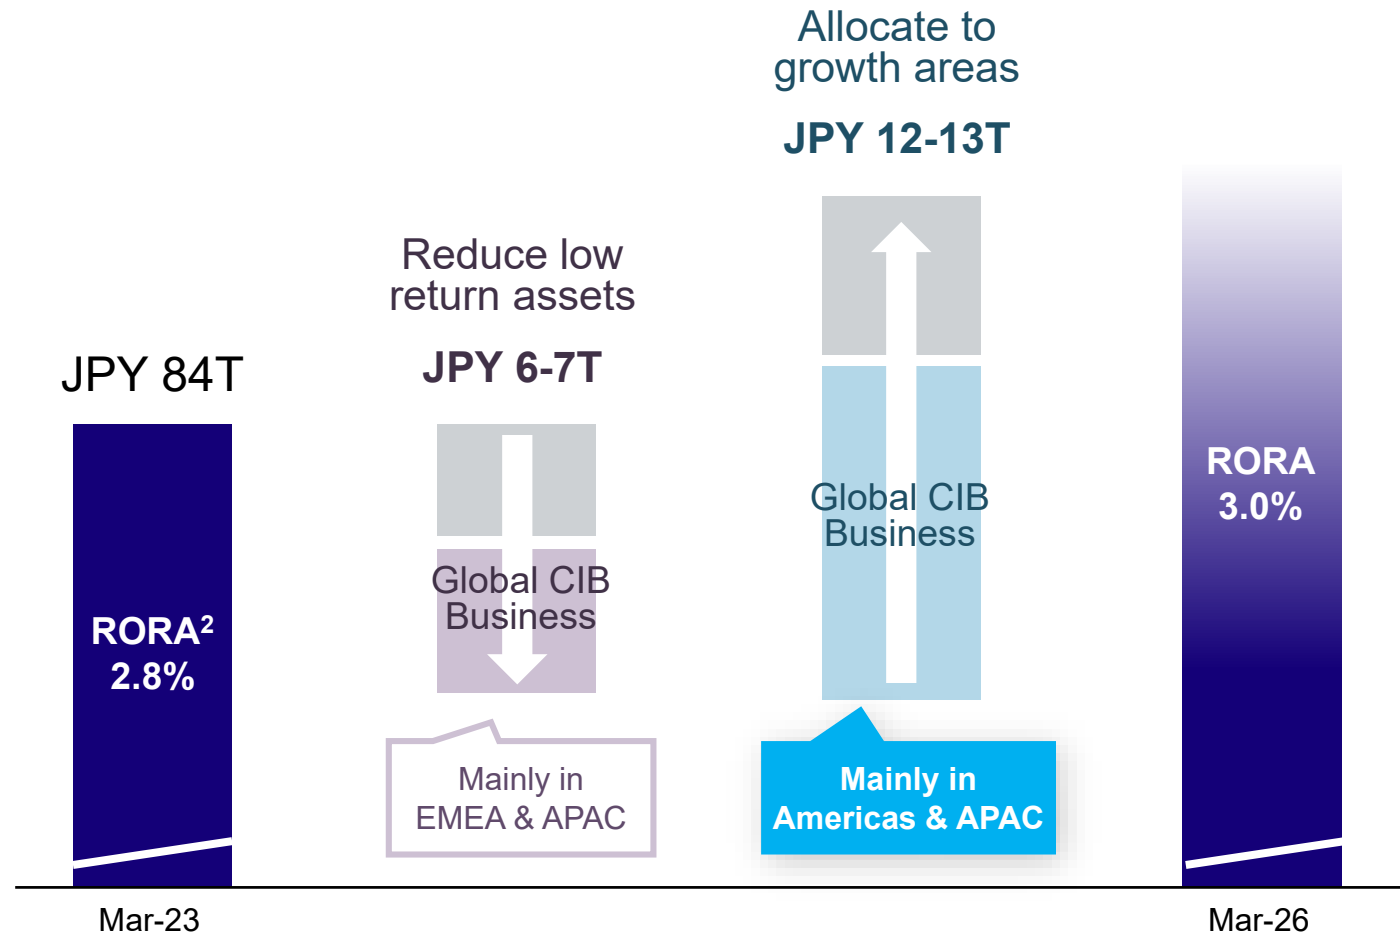 JPY 84T
RORA²
2.8%
Mar-23
Reduce low
return assets
JPY 6-7T
Global CIB
Business
Mainly in
EMEA & APAC
Allocate to
growth areas
JPY 12-13T
Global CIB
Business
Mainly in
Americas & APAC
RORA
3.0%
Mar-26